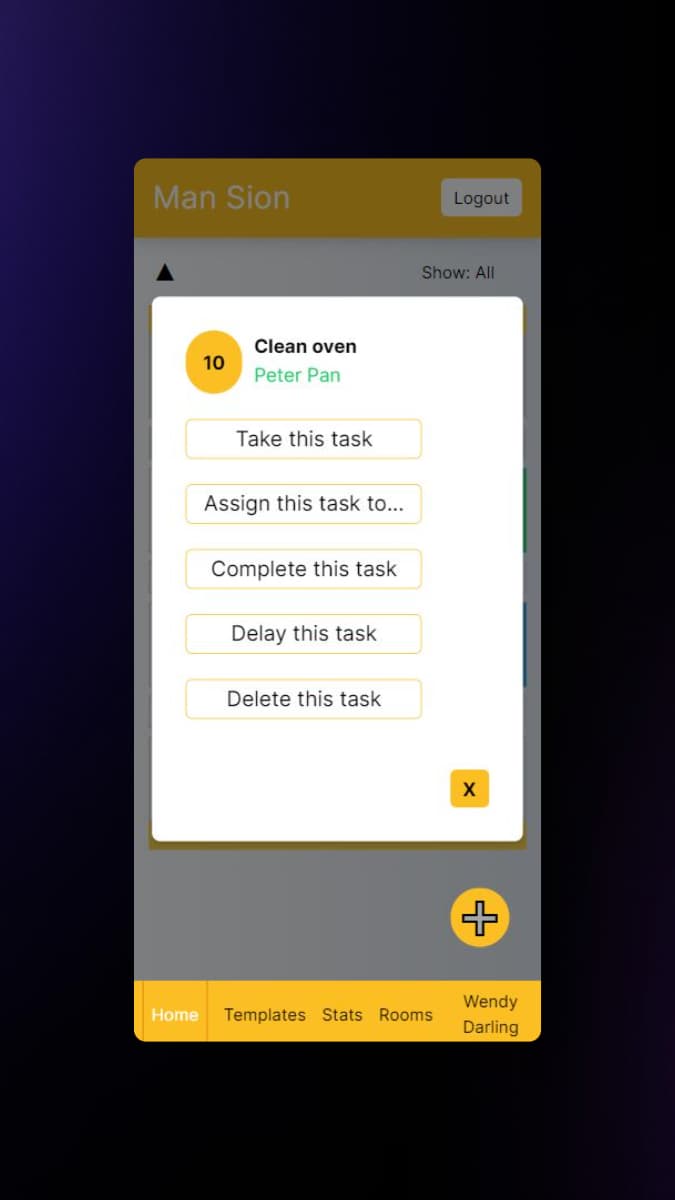 Man Sion
Logout
▲
Show: All
10
Clean oven
Peter Pan
Take this task
Assign this task to...
Complete this task
Delay this task
Delete this task
X
Home
Templates
Stats
Rooms
Wendy
Darling